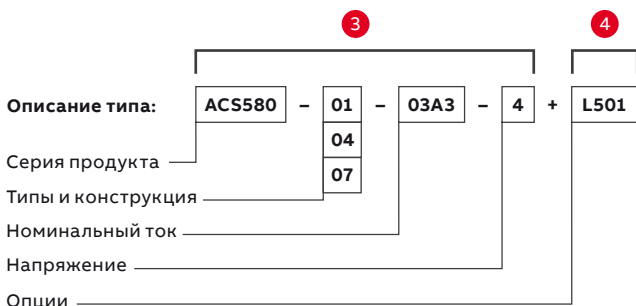 3 4
Описание типа: ACS580 – 01 – 03A3 – 4 + L501
04
07
Серия продукта
Типы и конструкция
Номинальный ток
Напряжение
Опции